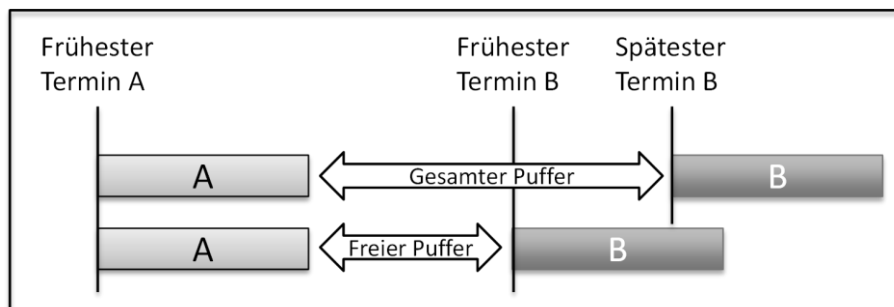 Frühester
Termin A
Frühester
Termin B
Spätester
Termin B
A
Gesamter Puffer
B
A
Freier Puffer
B